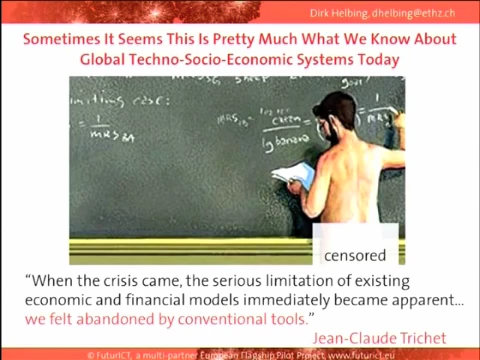 Dirk Helbing, dhelbing@ethz.ch
Sometimes It Seems This Is Pretty Much What We Know About
Global Techno-Socio-Economic Systems Today
case:
1
censored
“When the crisis came, the serious limitation of existing
economic and financial models immediately became apparent...
we felt abandoned by conventional tools.”
Jean-Claude Trichet
© FuturICT, a multi-partner European Flagship Pilot Project, www.futurict.eu